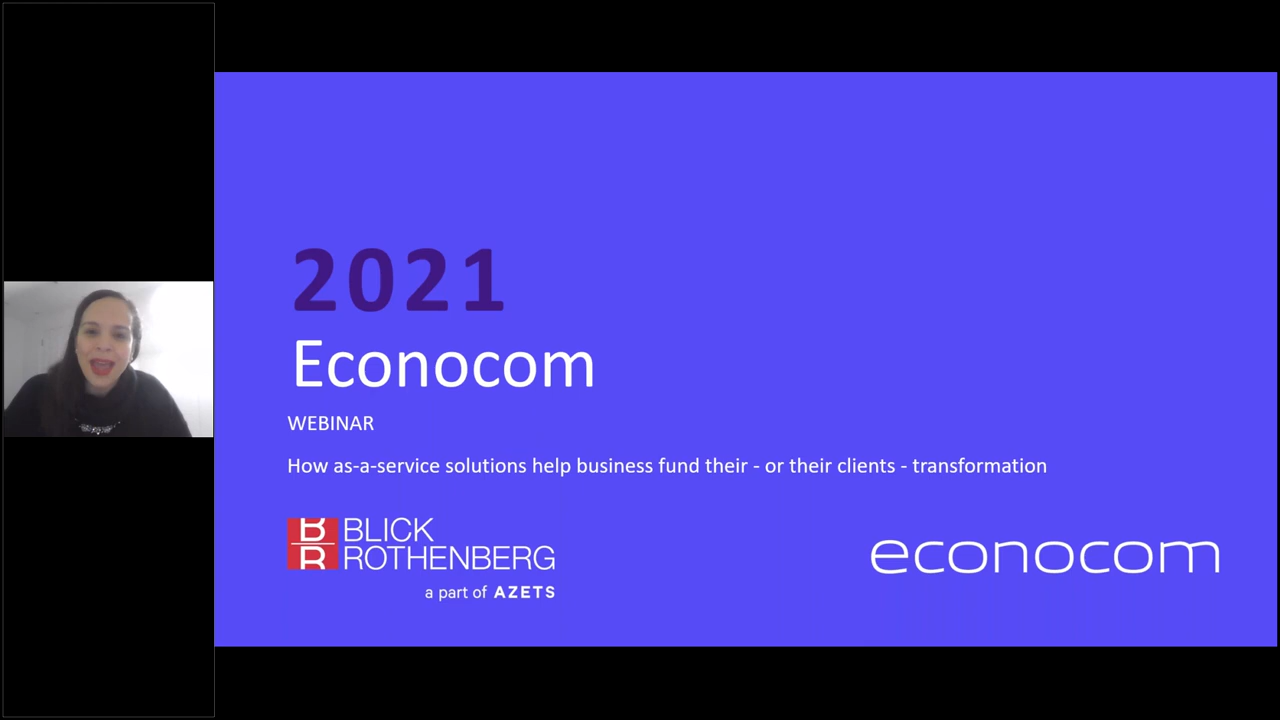 2021
Econocom
WEBINAR
How as-a-service solutions help business fund their - or their clients - transformation
BR
BLICK
ROTHENBERG
a part of AZETS
econocom